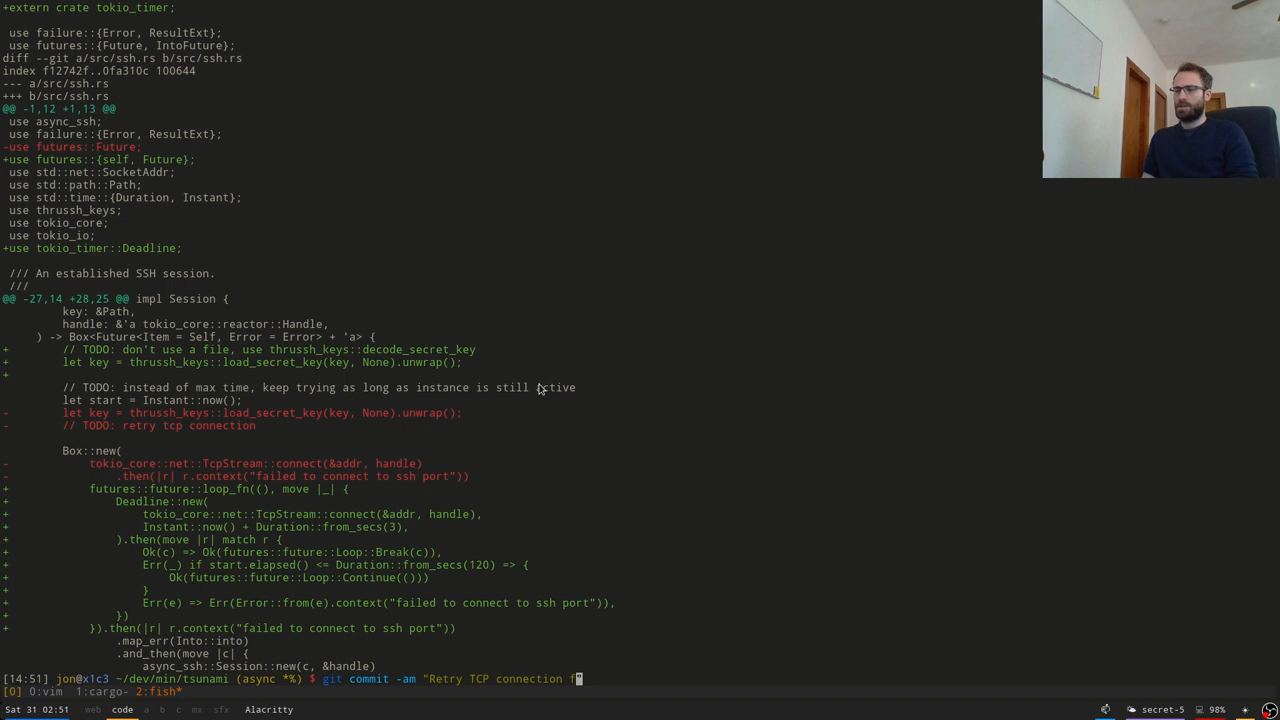 +extern crate tokio_timer;
 use failure::{Error, ResultExt};
 use futures::{Future, IntoFuture};
diff --git a/src/ssh.rs b/src/ssh.rs
index f12742f..0fa310c 100644
--- a/src/ssh.rs
+++ b/src/ssh.rs
@@ -1,12 +1,13 @@
 use async_ssh;
 use failure::{Error, ResultExt};
-use futures::Future;
+use futures::{self, Future};
 use std::net::SocketAddr;
 use std::path::Path;
 use std::time::{Duration, Instant};
 use thrussh_keys;
 use tokio_core;
 use tokio_io;
+use tokio_timer::Deadline;
 /// An established SSH session.
 ///
@@ -27,14 +28,25 @@ impl Session {
         key: &Path,
         handle: &'a tokio_core::reactor::Handle,
     ) -> Box<Future<Item = Self, Error = Error> + 'a> {
+        // TODO: don't use a file, use thrussh_keys::decode_secret_key
+        let key = thrussh_keys::load_secret_key(key, None).unwrap();
+
         // TODO: instead of max time, keep trying as long as instance is still active
         let start = Instant::now();
-        let key = thrussh_keys::load_secret_key(key, None).unwrap();
-        // TODO: retry tcp connection
         Box::new(
-            tokio_core::net::TcpStream::connect(&addr, handle)
-                .then(|r| r.context("failed to connect to ssh port"))
+            futures::future::loop_fn((), move |_| {
+                Deadline::new(
+                    tokio_core::net::TcpStream::connect(&addr, handle),
+                    Instant::now() + Duration::from_secs(3),
+                ).then(move |r| match r {
+                    Ok(c) => Ok(futures::future::Loop::Break(c)),
+                    Err(_) if start.elapsed() <= Duration::from_secs(120) => {
+                        Ok(futures::future::Loop::Continue(()))
+                    }
+                    Err(e) => Err(Error::from(e).context("failed to connect to ssh port")),
+                })
+            }).then(|r| r.context("failed to connect to ssh port"))
                 .map_err(Into::into)
                 .and_then(move |c| {
                     async_ssh::Session::new(c, &handle)
[14:51] jon@x1c3 ~/dev/min/tsunami (async *%) $ git commit -am "Retry TCP connection f"
[0] 0:vim  1:cargo- 2:fish*
Sat 31 02:51 web code a b c mx sfx Alacritty secret-5 98%